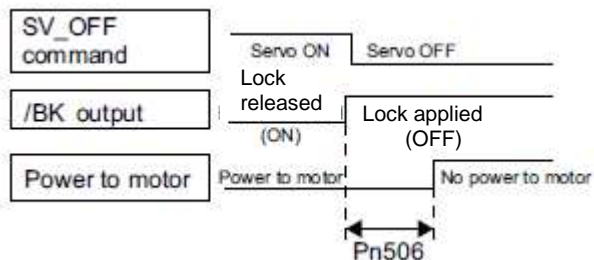 SV_OFF
command
Servo ON
Servo OFF
/BK output
Lock
released
(ON)
Lock applied
(OFF)
Power to motor
Power to motor
No power to motor
Pn506